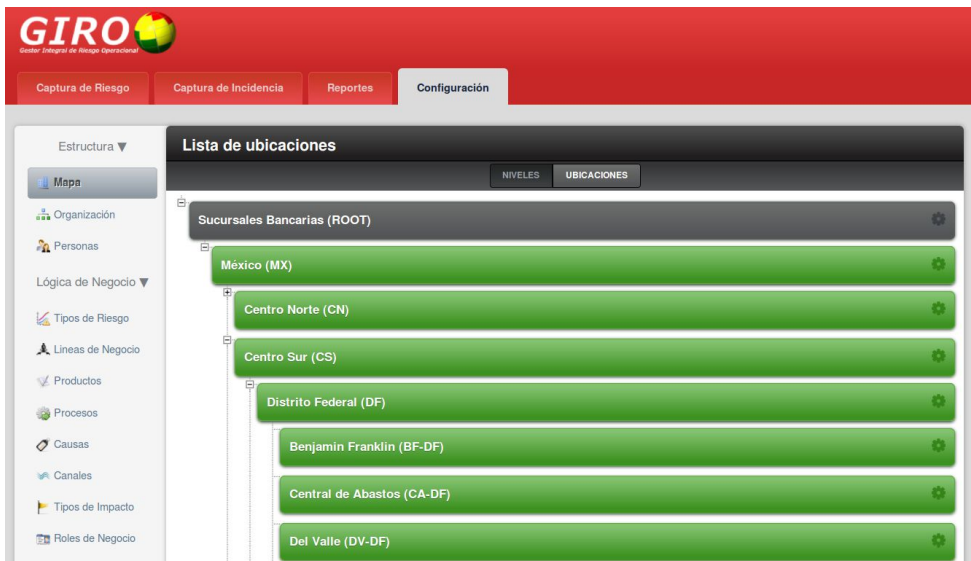 GIRO
Gestor Integral de Riesgo Operacional
Captura de Riesgo
Captura de Incidencia
Reportes
Configuración
Estructura ▼
Mapa
Organización
Personas
Lógica de Negocio ▼
Tipos de Riesgo
Lineas de Negocio
Productos
Procesos
Causas
Canales
Tipos de Impacto
Roles de Negocio
Lista de ubicaciones
NIVELES
UBICACIONES
Sucursales Bancarias (ROOT)
México (MX)
Centro Norte (CN)
Centro Sur (CS)
Distrito Federal (DF)
Benjamin Franklin (BF-DF)
Central de Abastos (CA-DF)
Del Valle (DV-DF)